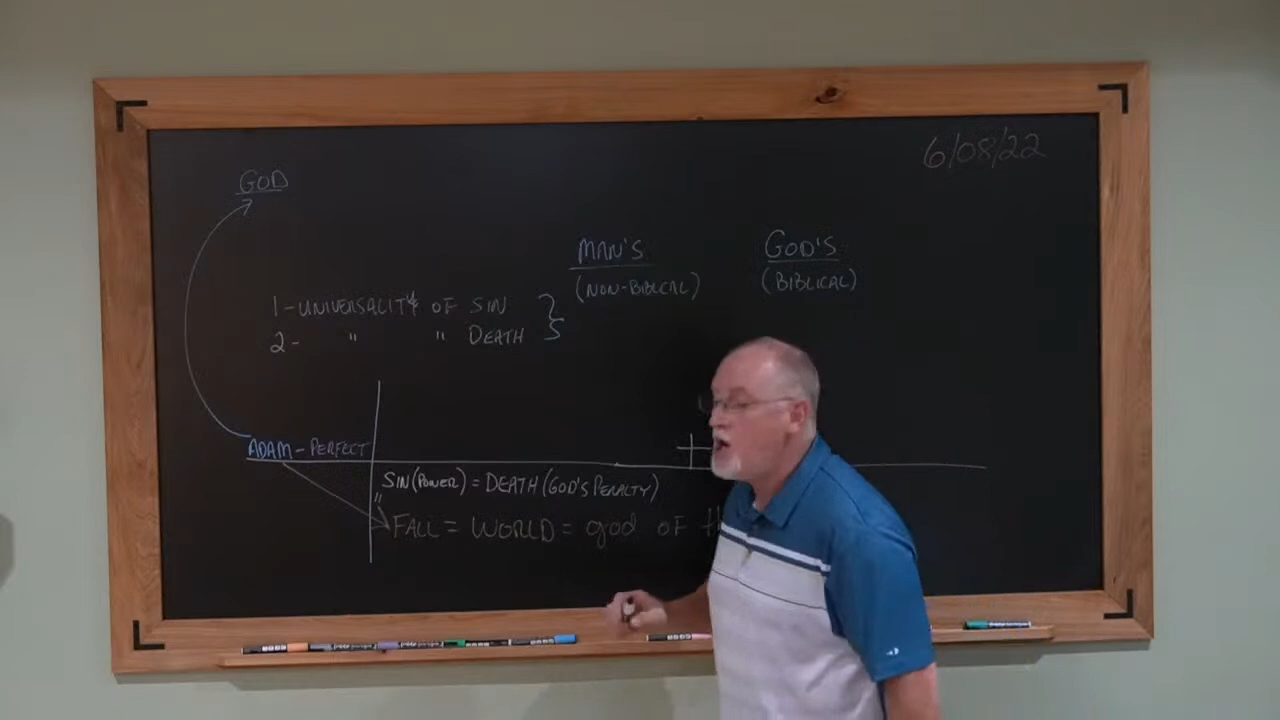 6/08/22
GOD
MAN'S
GOD'S
(NON-BIBLICAL)
(BIBLICAL)
1-UNIVERSALITY OF SIN
2- " " DEATH
ADAM-PERFECT
SIN(POWER) = DEATH(GOD'S PENALTY)
"
FALL = WORLD = god OF